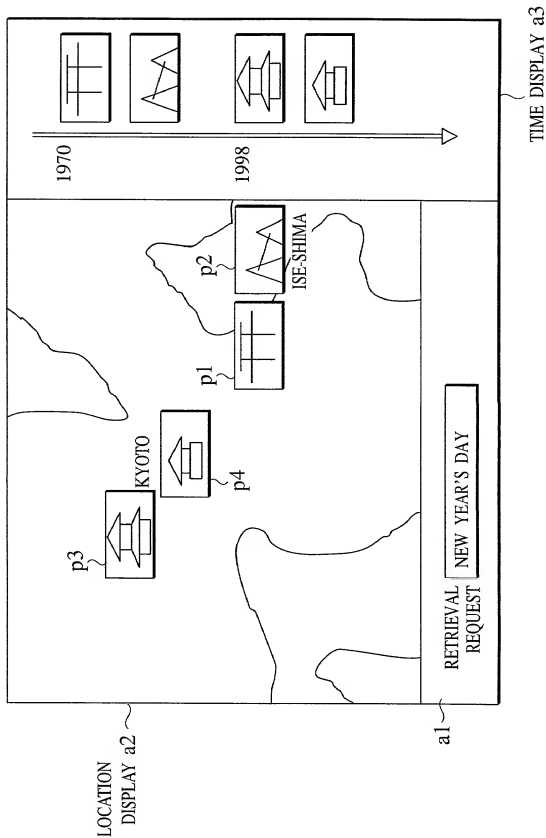 LOCATION
DISPLAY a2
p3
KYOTO
p4
p1
p2
ISE-SHIMA
1970
1998
a1
RETRIEVAL
REQUEST
NEW YEAR'S DAY
TIME DISPLAY a3